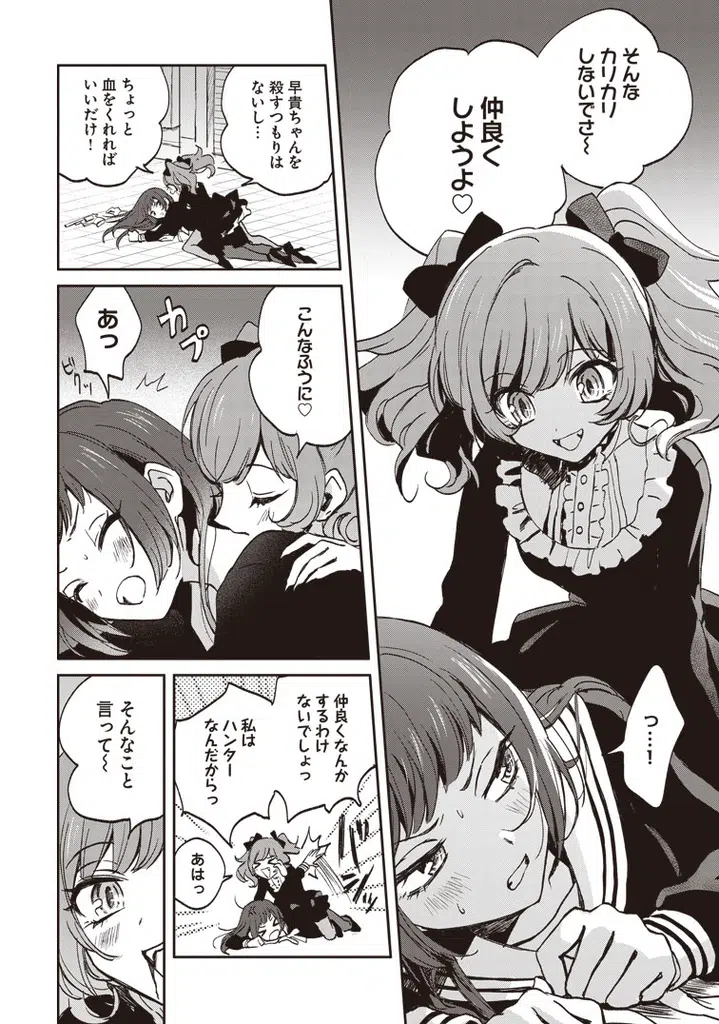 そんな
カリカリ
しないでさ〜
仲良く
しようよ♡
っ…！
早貴ちゃんを
殺すつもりは
ないし…
ちょっと
血をくれれば
いいだけ！
こんなふうに♡
カプ
ビクッ
あっ
仲良くなんか
するわけ
ないでしょっ
私は
ハンター
なんだからっ
あはっ
そんなこと
言って〜